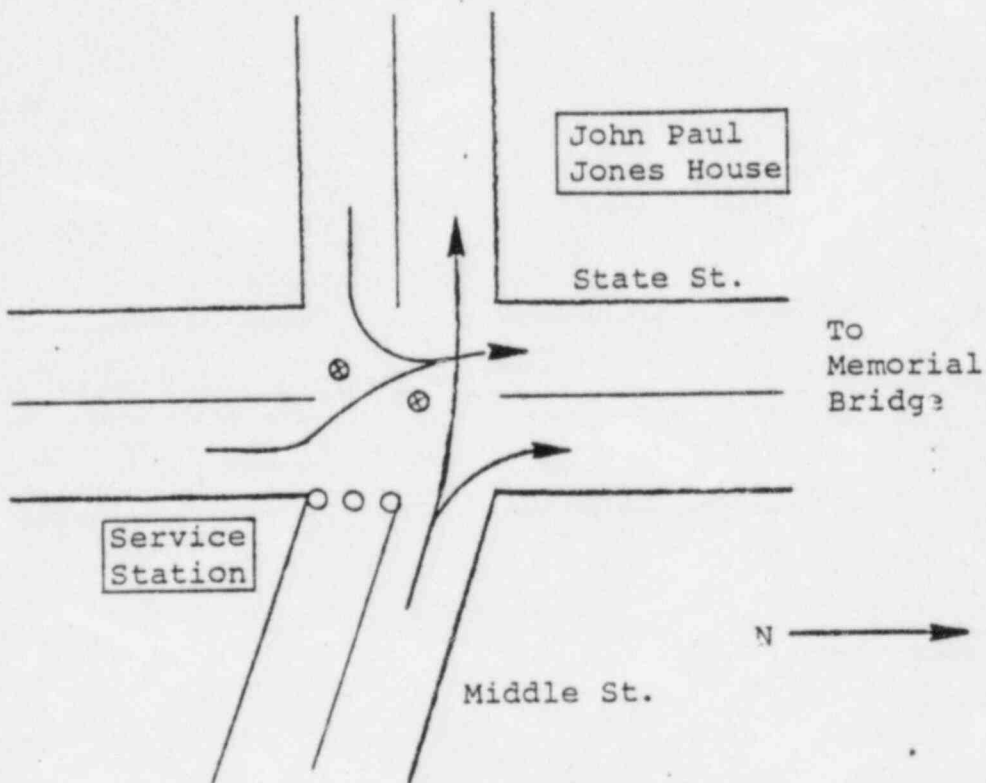 John Paul
Jones House
State St.
To
Memorial
Bridge
Service
Station
N
Middle St.